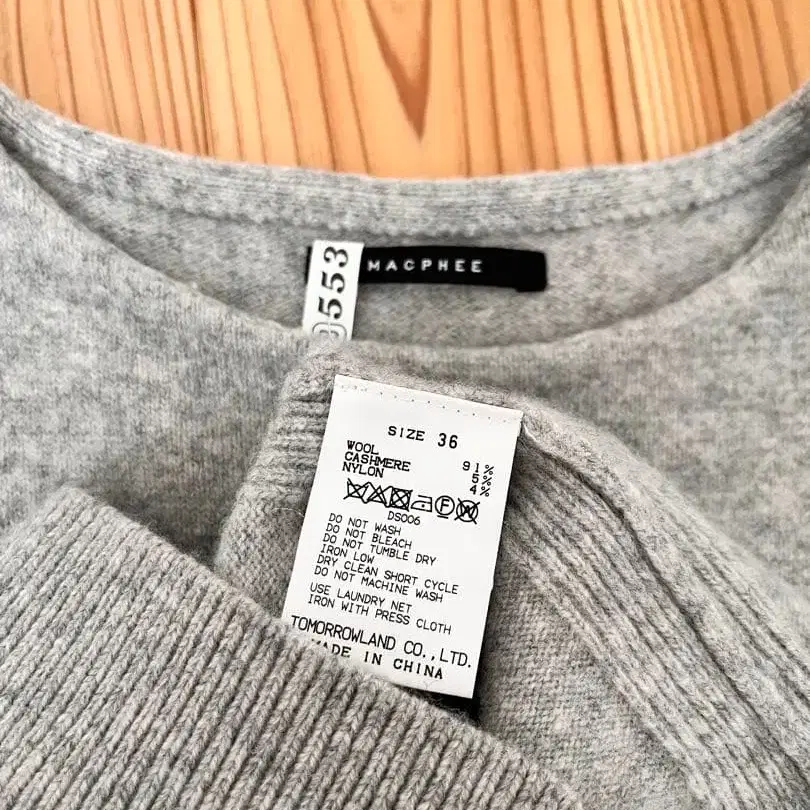 MACPHEE
553
SIZE 36
WOOL 91%
CASHMERE 5%
NYLON 4%
DS006
DO NOT WASH
DO NOT BLEACH
DO NOT TUMBLE DRY
IRON LOW
DRY CLEAN SHORT CYCLE
DO NOT MACHINE WASH
USE LAUNDRY NET
IRON WITH PRESS CLOTH
TOMORROWLAND CO.,LTD.
MADE IN CHINA